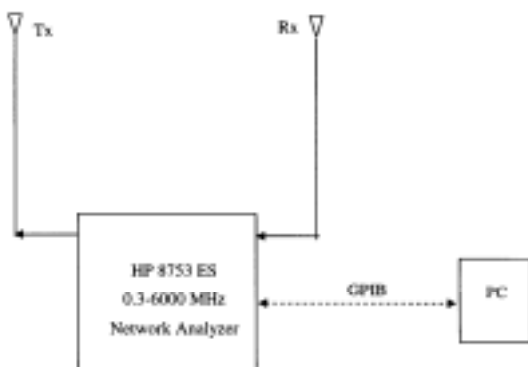 Tx
Rx
HP 8753 ES
0.3-6000 MHz
Network Analyzer
GPIB
PC